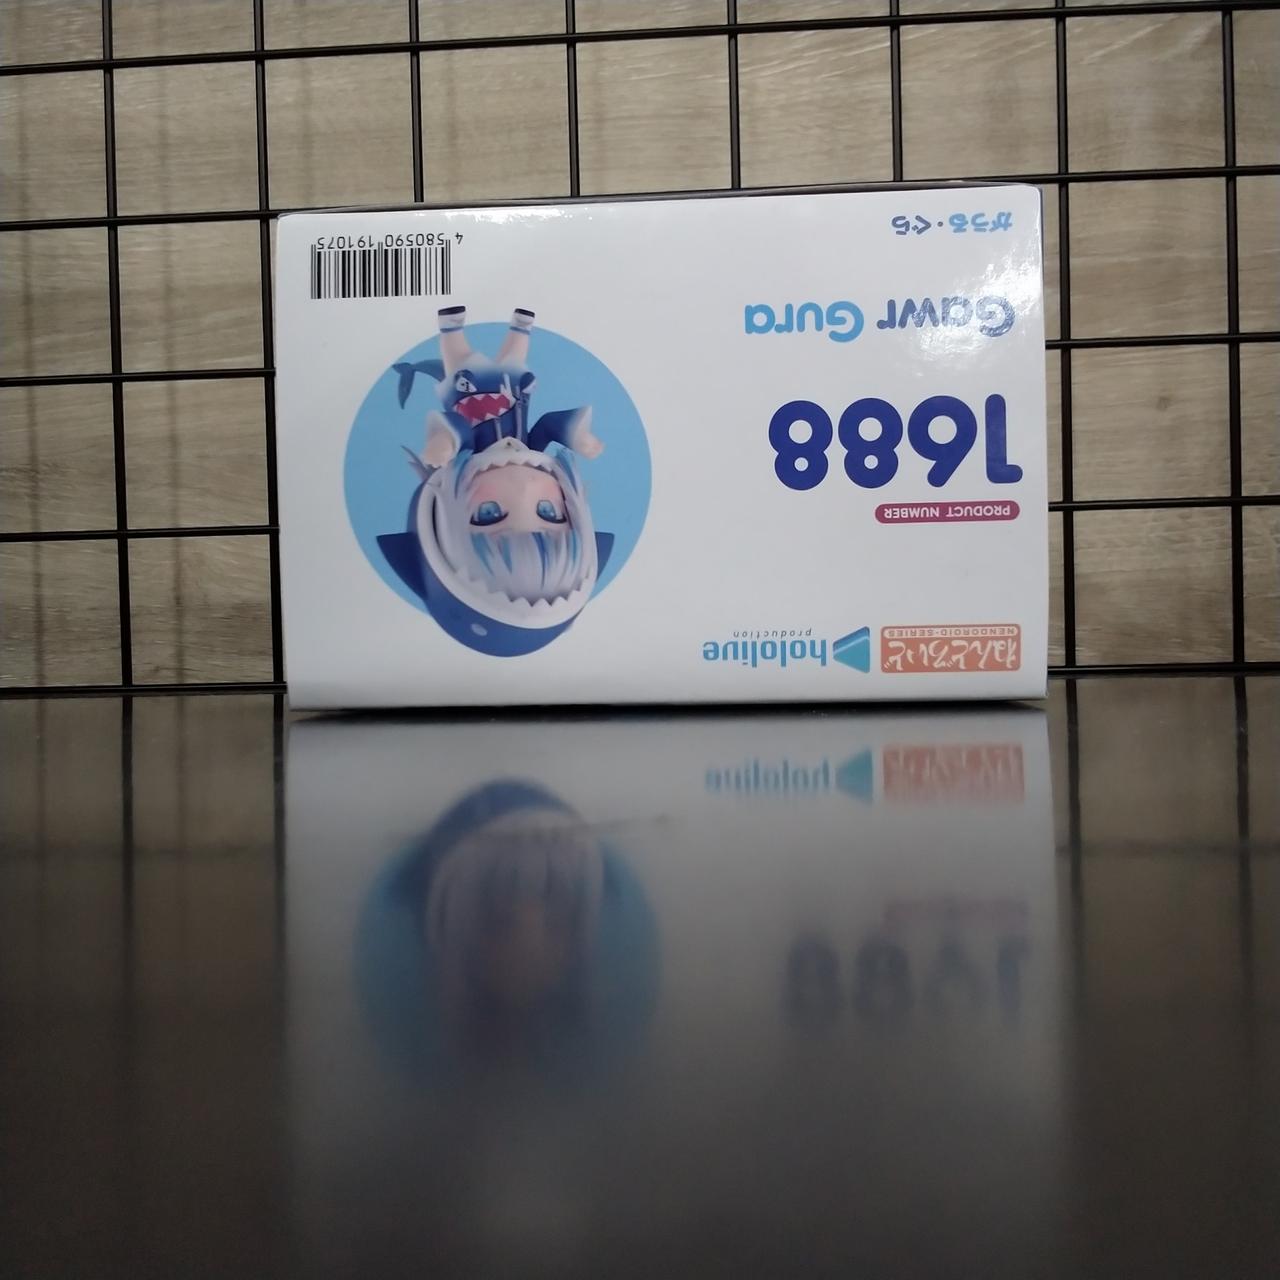 ねんどろいど
NENDOROID-SERIES
hololive
production
PRODUCT NUMBER
1688
Gawr Gura
がうる・ぐら
4 580590 191075